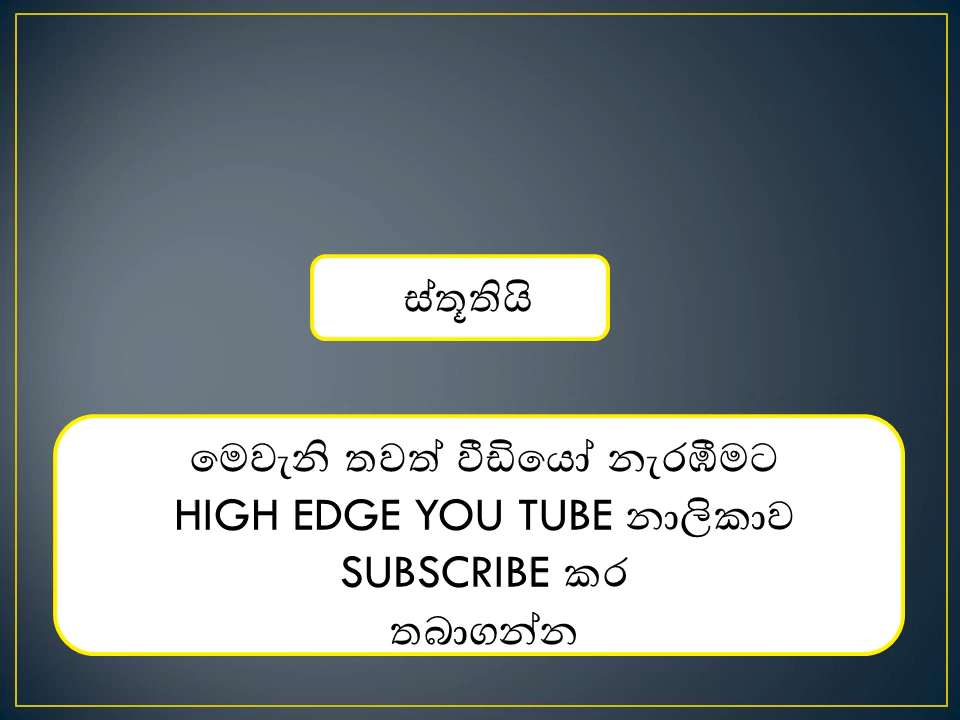 ස්තූතියි
මෙවැනි තවත් වීඩියෝ නැරඹීමට
HIGH EDGE YOU TUBE නාලිකාව
SUBSCRIBE කර
තබාගන්න